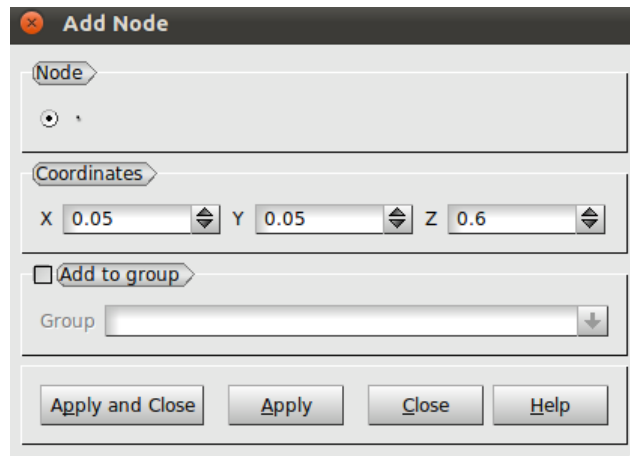 Add Node
Node
Coordinates
X 0.05 Y 0.05 Z 0.6
Add to group
Group
Apply and Close Apply Close Help